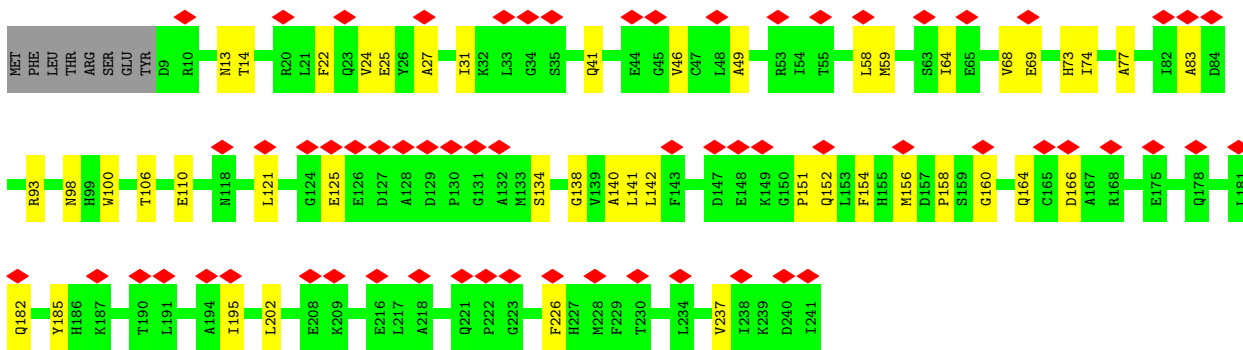 MET PHE LEU THR ARG SER GLU TYR D9 R10 N13 T14 R20 L21 F22 Q23 V24 E25 Y26 A27 I31 K32 L33 G34 S35 Q41 E44 G45 V46 C47 L48 A49 R53 I54 T55 L58 M59 S63 I64 E65 V68 E69 H73 I74 A77 I82 A83 D84
R93 N98 H99 W100 T106 E110 N118 L121 G124 E125 E126 D127 A128 D129 P130 G131 A132 M133 S134 G138 V139 A140 L141 L142 F143 D147 E148 K149 G150 P151 Q152 L153 F154 H155 M156 D157 P158 S159 G160 Q164 C165 D166 A167 R168 E175 Q178 L181
Q182 Y185 H186 K187 T190 L191 A194 I195 L202 E208 K209 E216 L217 A218 Q221 P222 G223 F226 H227 M228 F229 T230 L234 V237 I238 K239 D240 I241